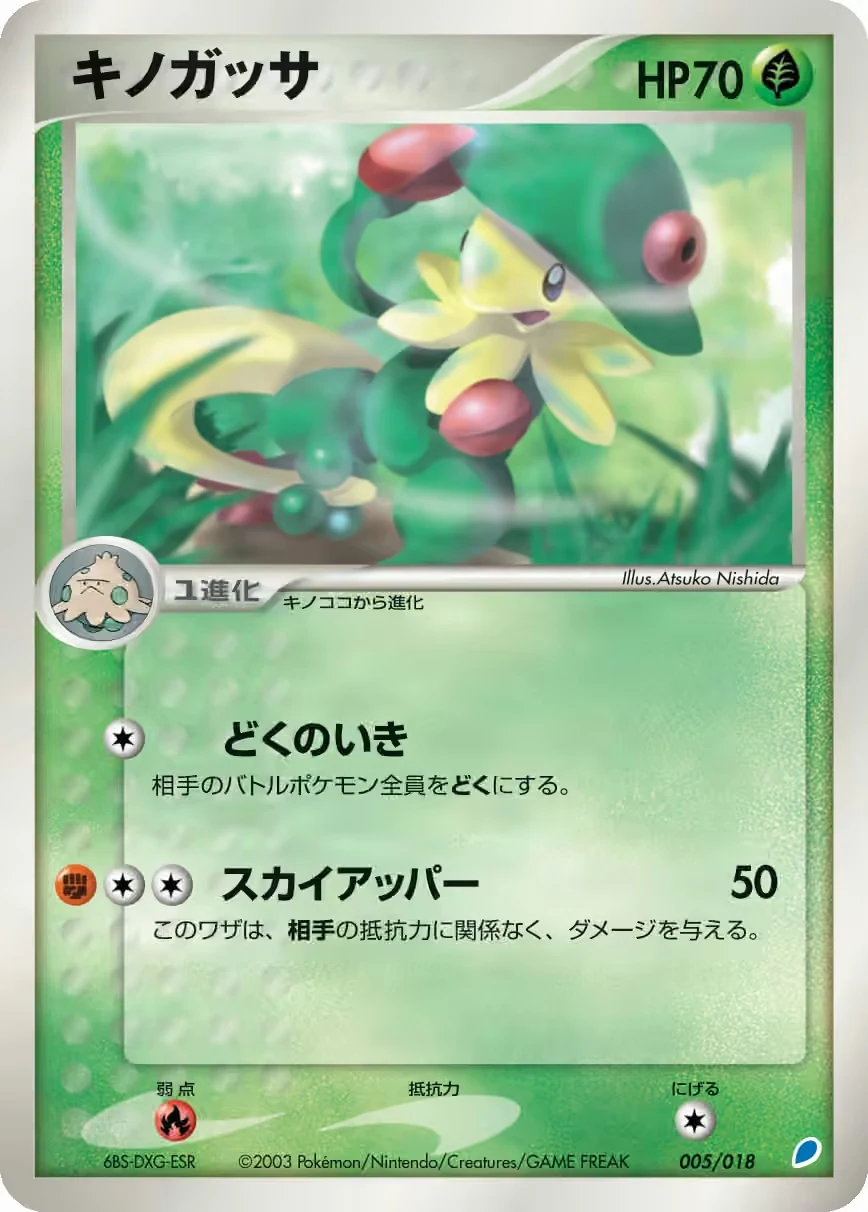 キノガッサ
HP70
Illus.Atsuko Nishida
1進化
キノココから進化
どくのいき
相手のバトルポケモン全員をどくにする。
スカイアッパー 50
このワザは、相手の抵抗力に関係なく、ダメージを与える。
弱点 抵抗力 にげる
6BS-DXG-ESR ©2003 Pokémon/Nintendo/Creatures/GAME FREAK 005/018